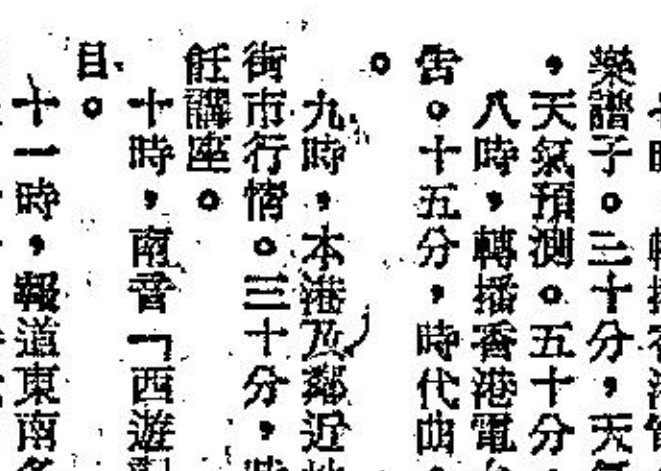 樂譜子。三十分,天
,天氣預測。五十分
八時,轉播香港電
告。十五分,時代曲
。
九時,本港及鄰近
街市行情。三十分,
飪講座。
十時,南音「西遊
目。
十一時,報道東南